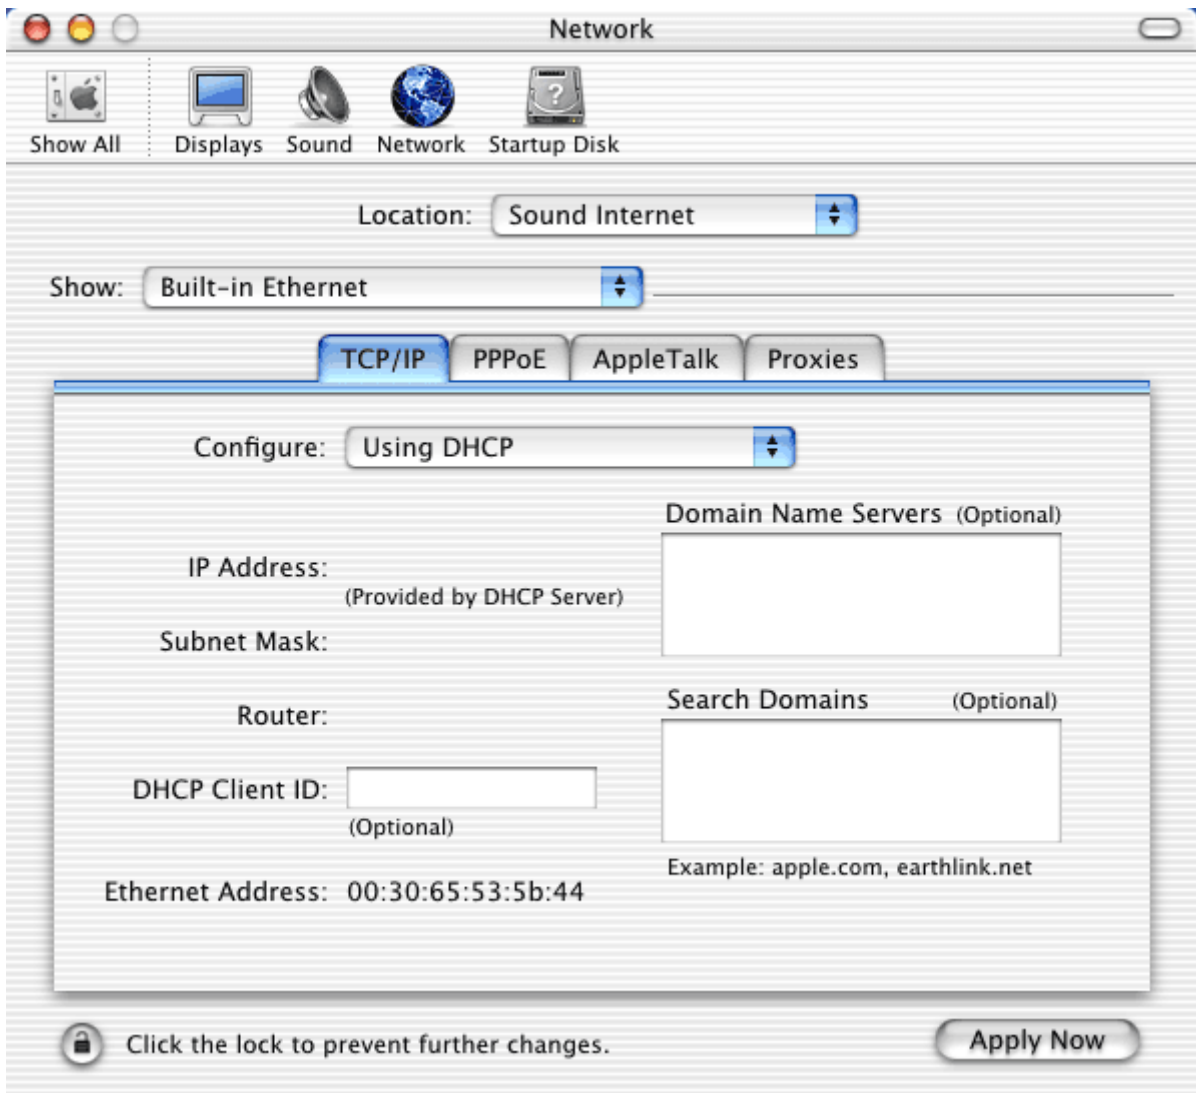 Network
Show All
Displays
Sound
Network
Startup Disk
Location: Sound Internet
Show: Built-in Ethernet
TCP/IP
PPPoE
AppleTalk
Proxies
Configure: Using DHCP
Domain Name Servers (Optional)
IP Address:
(Provided by DHCP Server)
Subnet Mask:
Search Domains (Optional)
Router:
DHCP Client ID:
(Optional)
Example: apple.com, earthlink.net
Ethernet Address: 00:30:65:53:5b:44
Click the lock to prevent further changes.
Apply Now